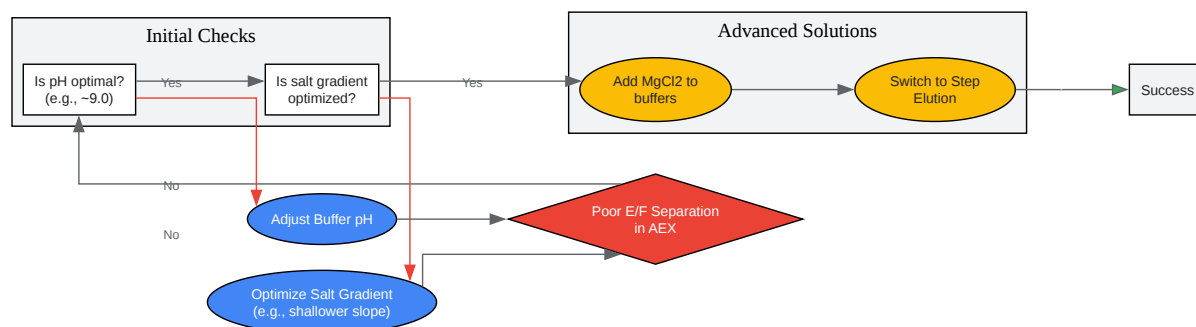 Initial Checks
Advanced Solutions
Is pH optimal?
(e.g., ~9.0)
Yes
Is salt gradient
optimized?
Yes
Add MgCl2 to
buffers
Switch to Step
Elution
Success
No
Adjust Buffer pH
Poor E/F Separation
in AEX
No
Optimize Salt Gradient
(e.g., shallower slope)